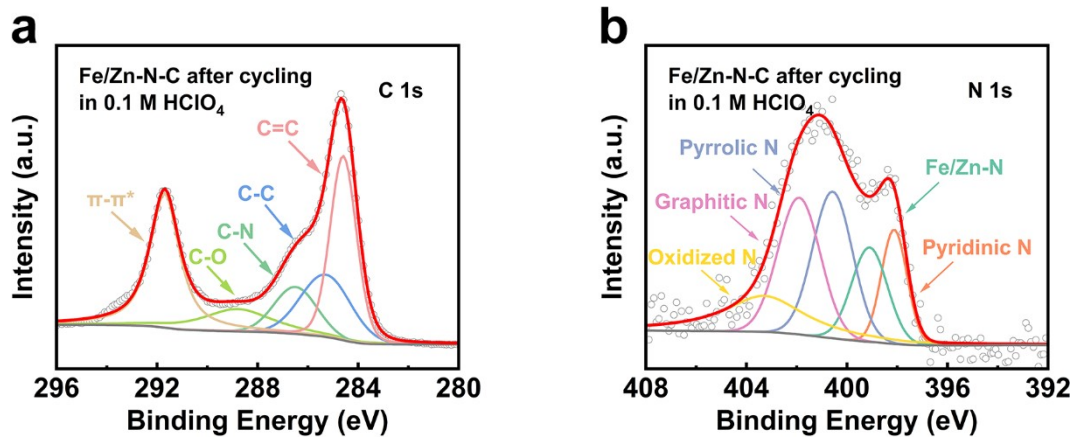 a
Fe/Zn-N-C after cycling
in 0.1 M HClO₄
C 1s
C=C
π-π*
C-C
C-N
C-O
Intensity (a.u.)
296 292 288 284 280
Binding Energy (eV)
b
Fe/Zn-N-C after cycling
in 0.1 M HClO₄
N 1s
Pyrrolic N
Fe/Zn-N
Graphitic N
Oxidized N
Pyridinic N
Intensity (a.u.)
408 404 400 396 392
Binding Energy (eV)